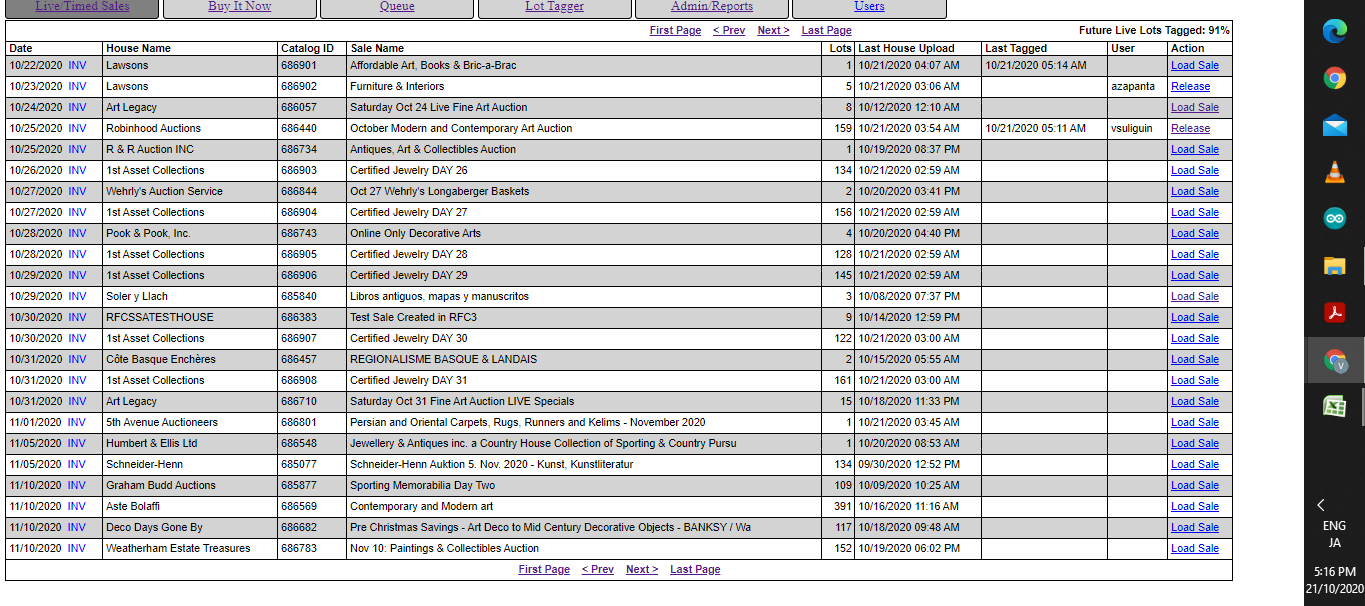 Live/Timed Sales Buy It Now Queue Lot Tagger Admin/Reports Users
First Page < Prev Next > Last Page Future Live Lots Tagged: 91%
Date House Name Catalog ID Sale Name Lots Last House Upload Last Tagged User Action
10/22/2020 INV Lawsons 686901 Affordable Art, Books & Bric-a-Brac 1 10/21/2020 04:07 AM 10/21/2020 05:14 AM Load Sale
10/23/2020 INV Lawsons 686902 Furniture & Interiors 5 10/21/2020 03:06 AM azapanta Release
10/24/2020 INV Art Legacy 686057 Saturday Oct 24 Live Fine Art Auction 8 10/12/2020 12:10 AM Load Sale
10/25/2020 INV Robinhood Auctions 686440 October Modern and Contemporary Art Auction 159 10/21/2020 03:54 AM 10/21/2020 05:11 AM vsuliguin Release
10/25/2020 INV R & R Auction INC 686734 Antiques, Art & Collectibles Auction 1 10/19/2020 08:37 PM Load Sale
10/26/2020 INV 1st Asset Collections 686903 Certified Jewelry DAY 26 134 10/21/2020 02:59 AM Load Sale
10/27/2020 INV Wehrly's Auction Service 686844 Oct 27 Wehrly's Longaberger Baskets 2 10/20/2020 03:41 PM Load Sale
10/27/2020 INV 1st Asset Collections 686904 Certified Jewelry DAY 27 156 10/21/2020 02:59 AM Load Sale
10/28/2020 INV Pook & Pook, Inc. 686743 Online Only Decorative Arts 4 10/20/2020 04:40 PM Load Sale
10/28/2020 INV 1st Asset Collections 686905 Certified Jewelry DAY 28 128 10/21/2020 02:59 AM Load Sale
10/29/2020 INV 1st Asset Collections 686906 Certified Jewelry DAY 29 145 10/21/2020 02:59 AM Load Sale
10/29/2020 INV Soler y Llach 685840 Libros antiguos, mapas y manuscritos 3 10/08/2020 07:37 PM Load Sale
10/30/2020 INV RFCSSATESTHOUSE 686383 Test Sale Created in RFC3 9 10/14/2020 12:59 PM Load Sale
10/30/2020 INV 1st Asset Collections 686907 Certified Jewelry DAY 30 122 10/21/2020 03:00 AM Load Sale
10/31/2020 INV Côte Basque Enchères 686457 REGIONALISME BASQUE & LANDAIS 2 10/15/2020 05:55 AM Load Sale
10/31/2020 INV 1st Asset Collections 686908 Certified Jewelry DAY 31 161 10/21/2020 03:00 AM Load Sale
10/31/2020 INV Art Legacy 686710 Saturday Oct 31 Fine Art Auction LIVE Specials 15 10/18/2020 11:33 PM Load Sale
11/01/2020 INV 5th Avenue Auctioneers 686801 Persian and Oriental Carpets, Rugs, Runners and Kelims - November 2020 1 10/21/2020 03:45 AM Load Sale
11/05/2020 INV Humbert & Ellis Ltd 686548 Jewellery & Antiques inc. a Country House Collection of Sporting & Country Pursu 1 10/20/2020 08:53 AM Load Sale
11/05/2020 INV Schneider-Henn 685077 Schneider-Henn Auktion 5. Nov. 2020 - Kunst, Kunstliteratur 134 09/30/2020 12:52 PM Load Sale
11/10/2020 INV Graham Budd Auctions 685877 Sporting Memorabilia Day Two 109 10/09/2020 10:25 AM Load Sale
11/10/2020 INV Aste Bolaffi 686569 Contemporary and Modern art 391 10/16/2020 11:16 AM Load Sale
11/10/2020 INV Deco Days Gone By 686682 Pre Christmas Savings - Art Deco to Mid Century Decorative Objects - BANKSY / Wa 117 10/18/2020 09:48 AM Load Sale
11/10/2020 INV Weatherham Estate Treasures 686783 Nov 10: Paintings & Collectibles Auction 152 10/19/2020 06:02 PM Load Sale
First Page < Prev Next > Last Page
V
ENG
JA
5:16 PM
21/10/2020